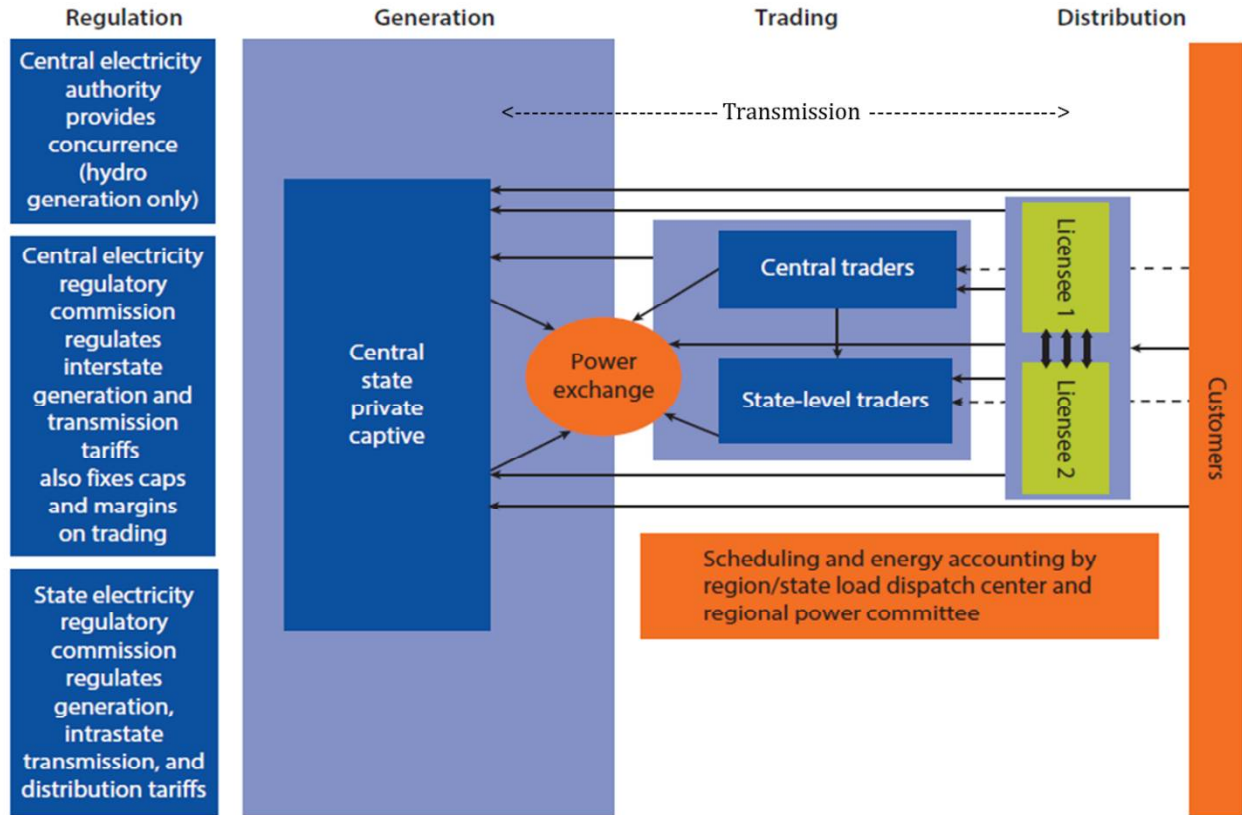 Regulation
Generation
Trading
Distribution
Central electricity
authority
provides
concurrence
(hydro
generation only)
Central electricity
regulatory
commission
regulates
interstate
generation and
transmission
tariffs
also fixes caps
and margins
on trading
State electricity
regulatory
commission
regulates
generation,
intrastate
transmission, and
distribution tariffs
<---------------------- Transmission --------------------->
Central
state
private
captive
Power
exchange
Central traders
State-level traders
Licensee 1
Licensee 2
Customers
Scheduling and energy accounting by
region/state load dispatch center and
regional power committee